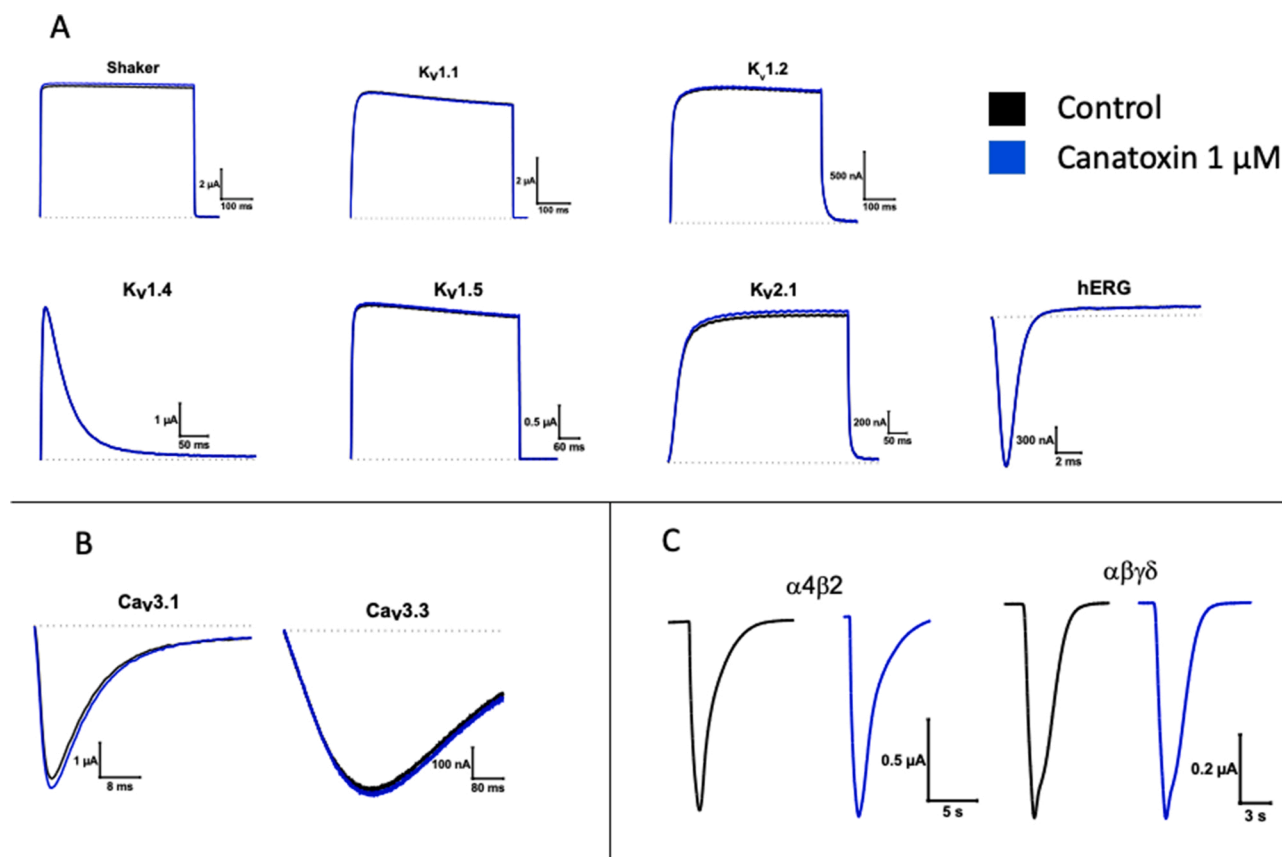 A
Shaker
2 µA
100 ms
Kv1.1
2 µA
100 ms
Kv1.2
500 nA
100 ms
Control
Canatoxin 1 µM
Kv1.4
1 µA
50 ms
Kv1.5
0.5 µA
60 ms
Kv2.1
200 nA
50 ms
hERG
300 nA
2 ms
B
Cav3.1
1 µA
8 ms
Cav3.3
100 nA
80 ms
C
α4β2
0.5 µA
5 s
αβγδ
0.2 µA
3 s